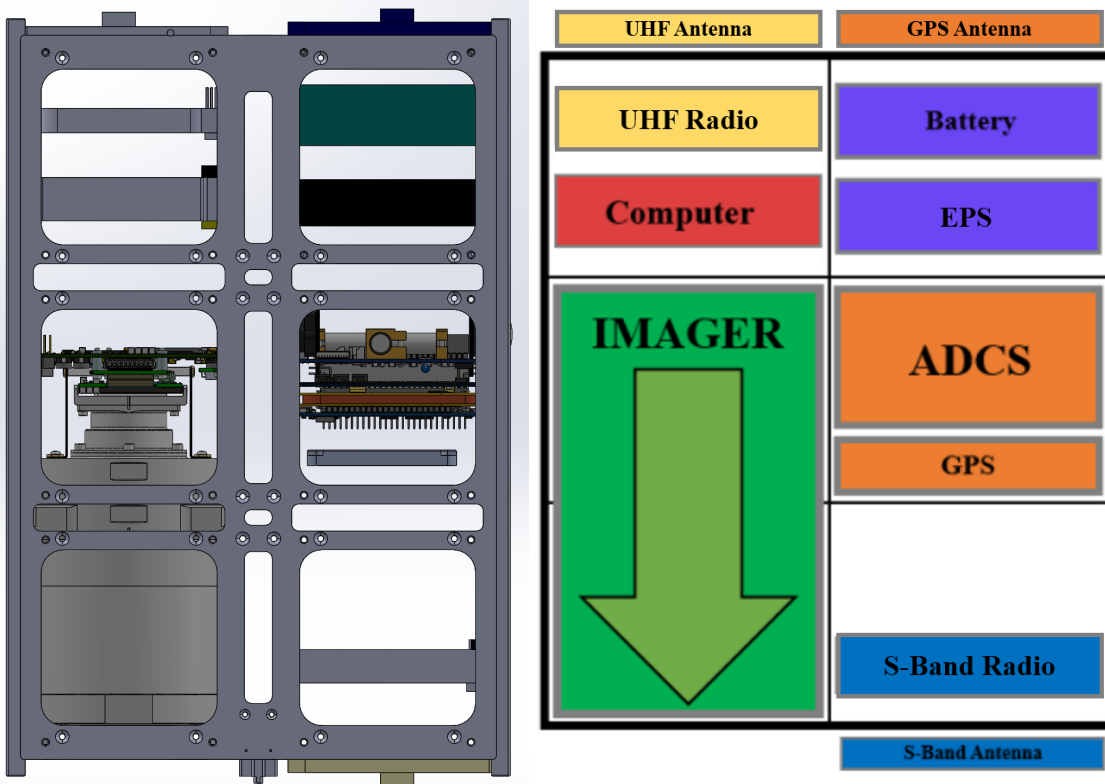 UHF Antenna
GPS Antenna
UHF Radio
Battery
Computer
EPS
IMAGER
ADCS
GPS
S-Band Radio
S-Band Antenna